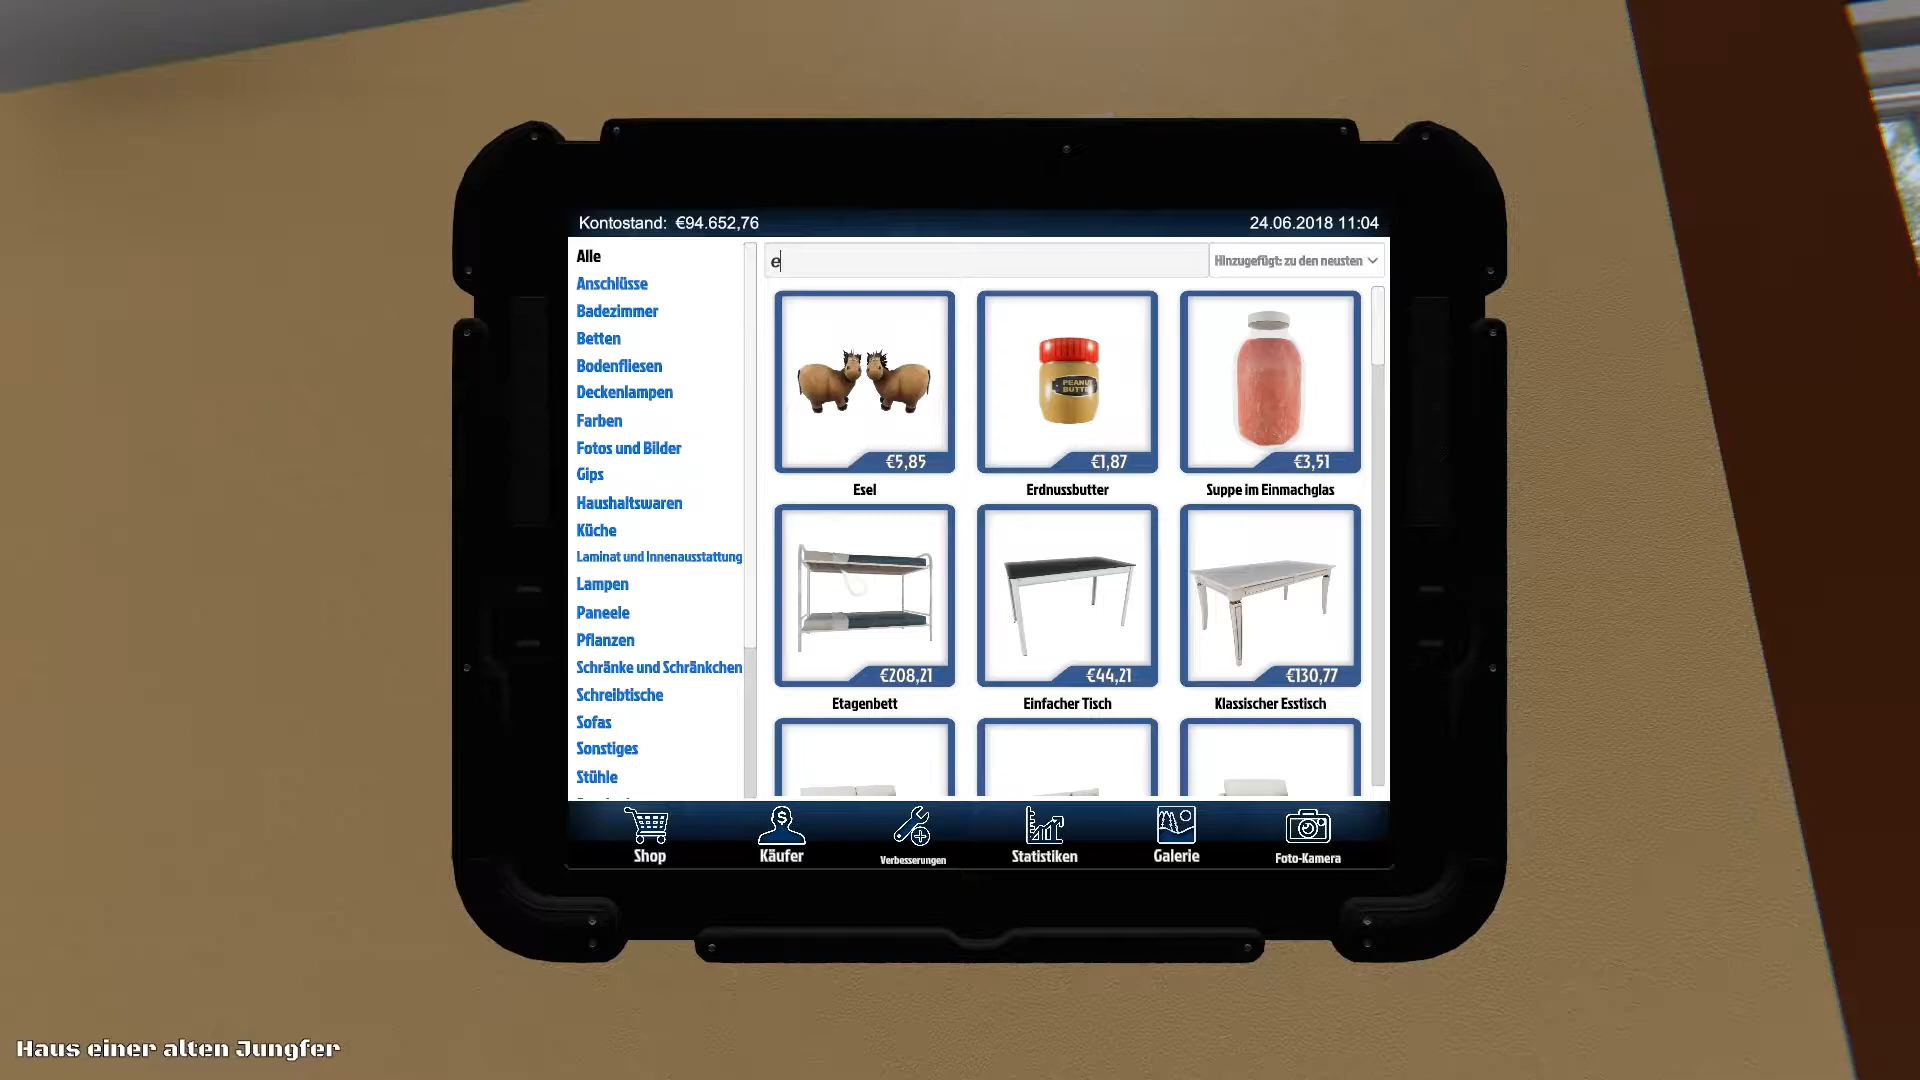 Kontostand: €94.652,76
24.06.2018 11:04
Alle
Anschlüsse
Badezimmer
Betten
Bodenfliesen
Deckenlampen
Farben
Fotos und Bilder
Gips
Haushaltswaren
Küche
Laminat und Innenausstattung
Lampen
Paneele
Pflanzen
Schränke und Schränkchen
Schreibtische
Sofas
Sonstiges
Stühle
e
Hinzugefügt: zu den neusten
€5,85
Esel
PEANUT BUTTER
€1,87
Erdnussbutter
€3,51
Suppe im Einmachglas
€208,21
Etagenbett
€44,21
Einfacher Tisch
€130,77
Klassischer Esstisch
Shop
Käufer
Verbesserungen
Statistiken
Galerie
Foto-Kamera
Haus einer alten Jungfer